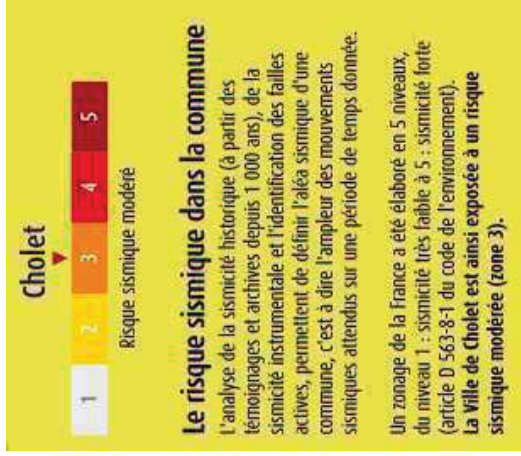 Cholet
1 2 3 4 5
Risque sismique modéré
Le risque sismique dans la commune
L'analyse de la sismicité historique (à partir des
témoignages et archives depuis 1 000 ans), de la
sismicité instrumentale et l'identification des failles
actives, permettent de définir l'aléa sismique d'une
commune, c'est à dire l'ampleur des mouvements
sismiques attendus sur une période de temps donnée.
Un zonage de la France a été élaboré en 5 niveaux,
du niveau 1 : sismicité très faible à 5 : sismicité forte
(article D 563-8-1 du code de l'environnement).
La Ville de Cholet est ainsi exposée à un risque
sismique modérée (zone 3).